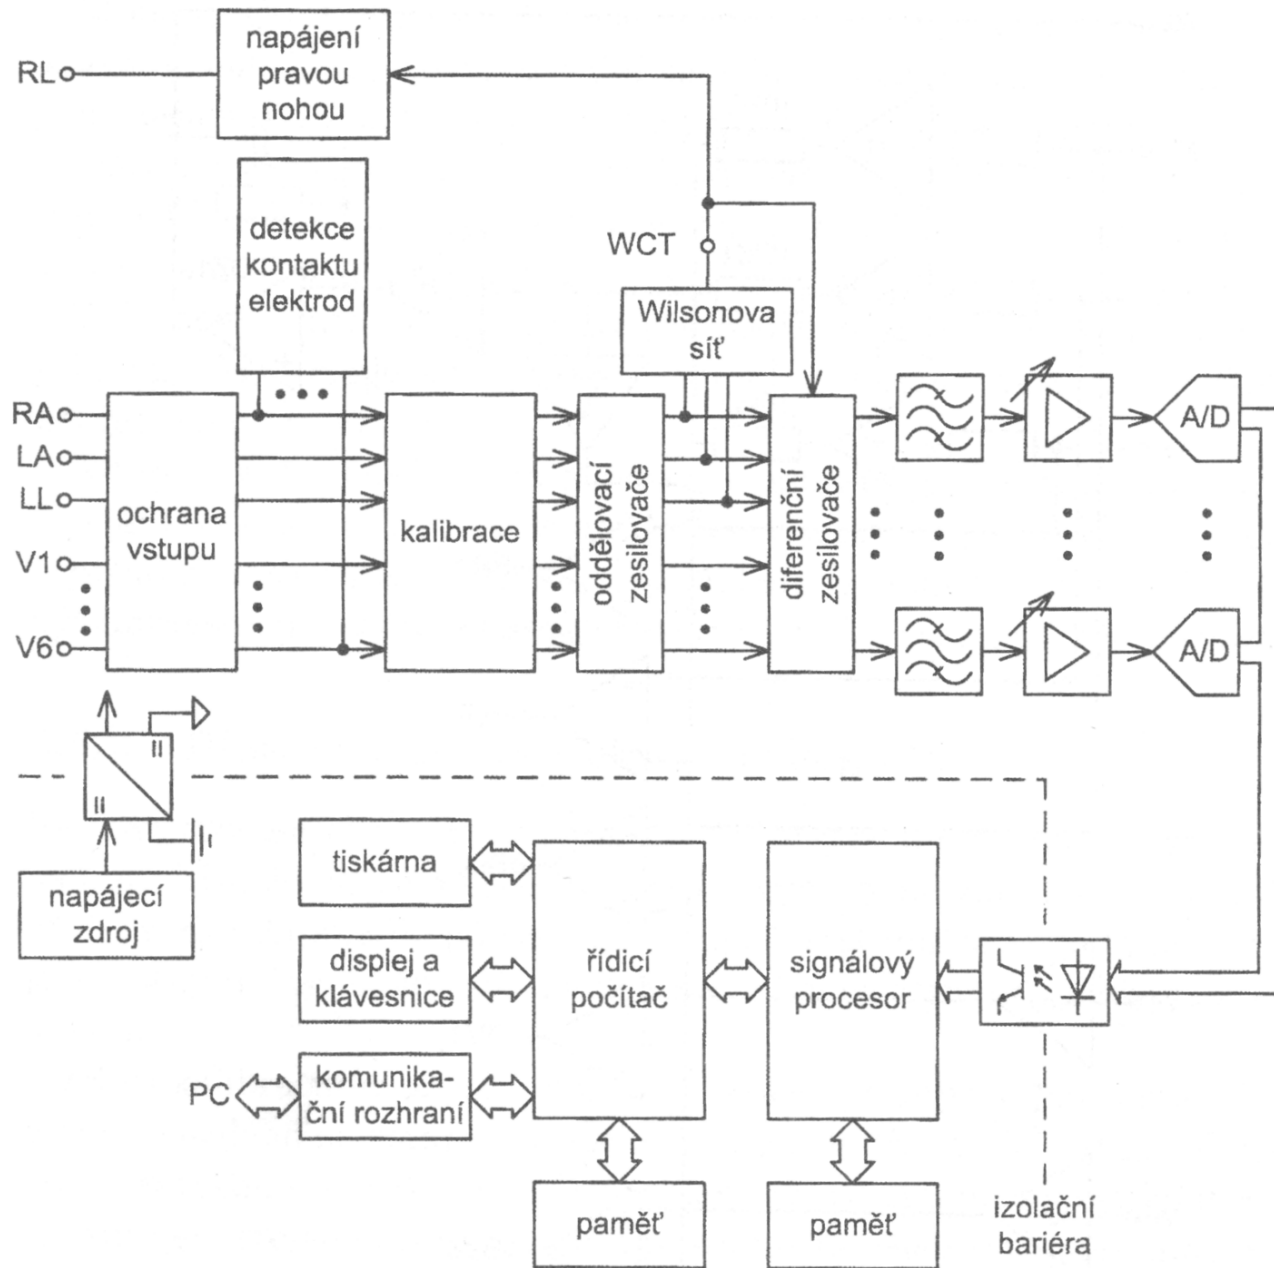 napájení
pravou
nohou
RL
detekce
kontaktu
elektrod
WCT
Wilsonova
síť
RA
LA
LL
V1
V6
ochrana
vstupu
kalibrace
oddělovací
zesilovače
diferenční
zesilovače
A/D
A/D
napájecí
zdroj
tiskárna
displej a
klávesnice
PC
komunika-
ční rozhraní
řídicí
počítač
signálový
procesor
paměť
paměť
izolační
bariéra